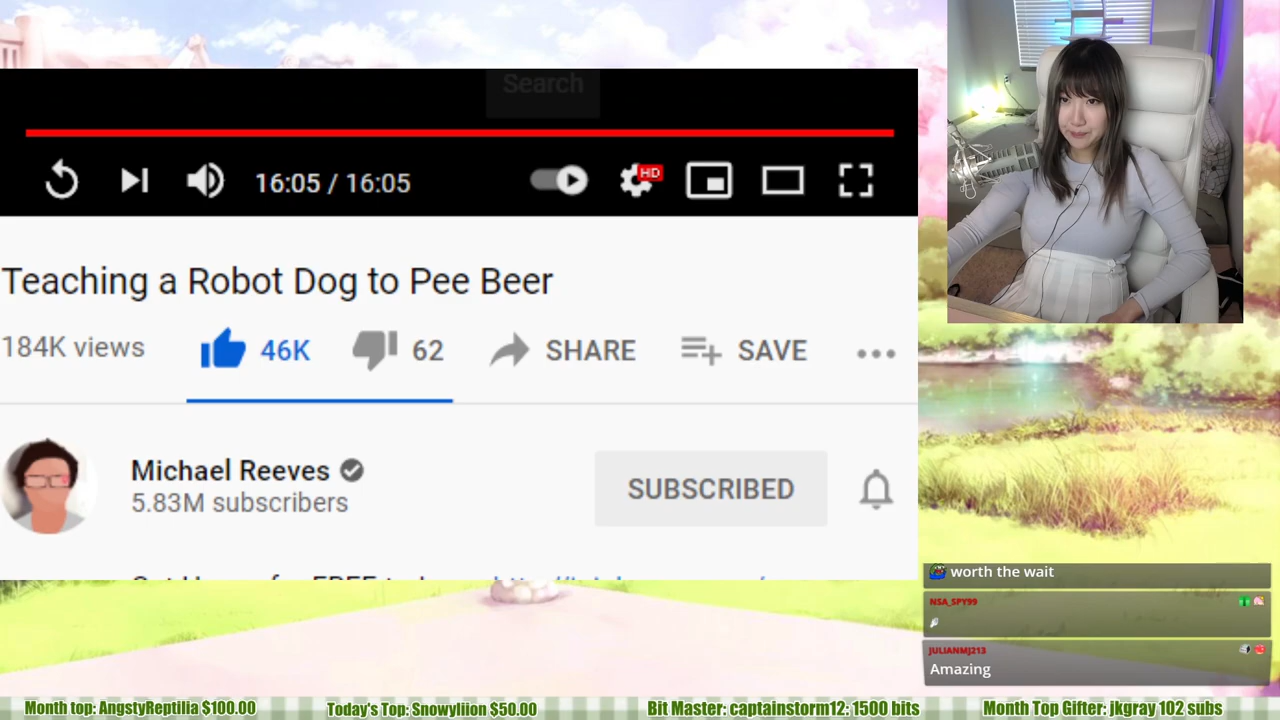 Search
16:05 / 16:05
HD
Teaching a Robot Dog to Pee Beer
184K views
46K
62
SHARE
SAVE
Michael Reeves
5.83M subscribers
SUBSCRIBED
worth the wait
NSA_SPY99
JULIANMJ213
Amazing
Month top: AngstyReptilia $100.00
Today's Top: Snowyliion $50.00
Bit Master: captainstorm12: 1500 bits
Month Top Gifter: jkgray 102 subs